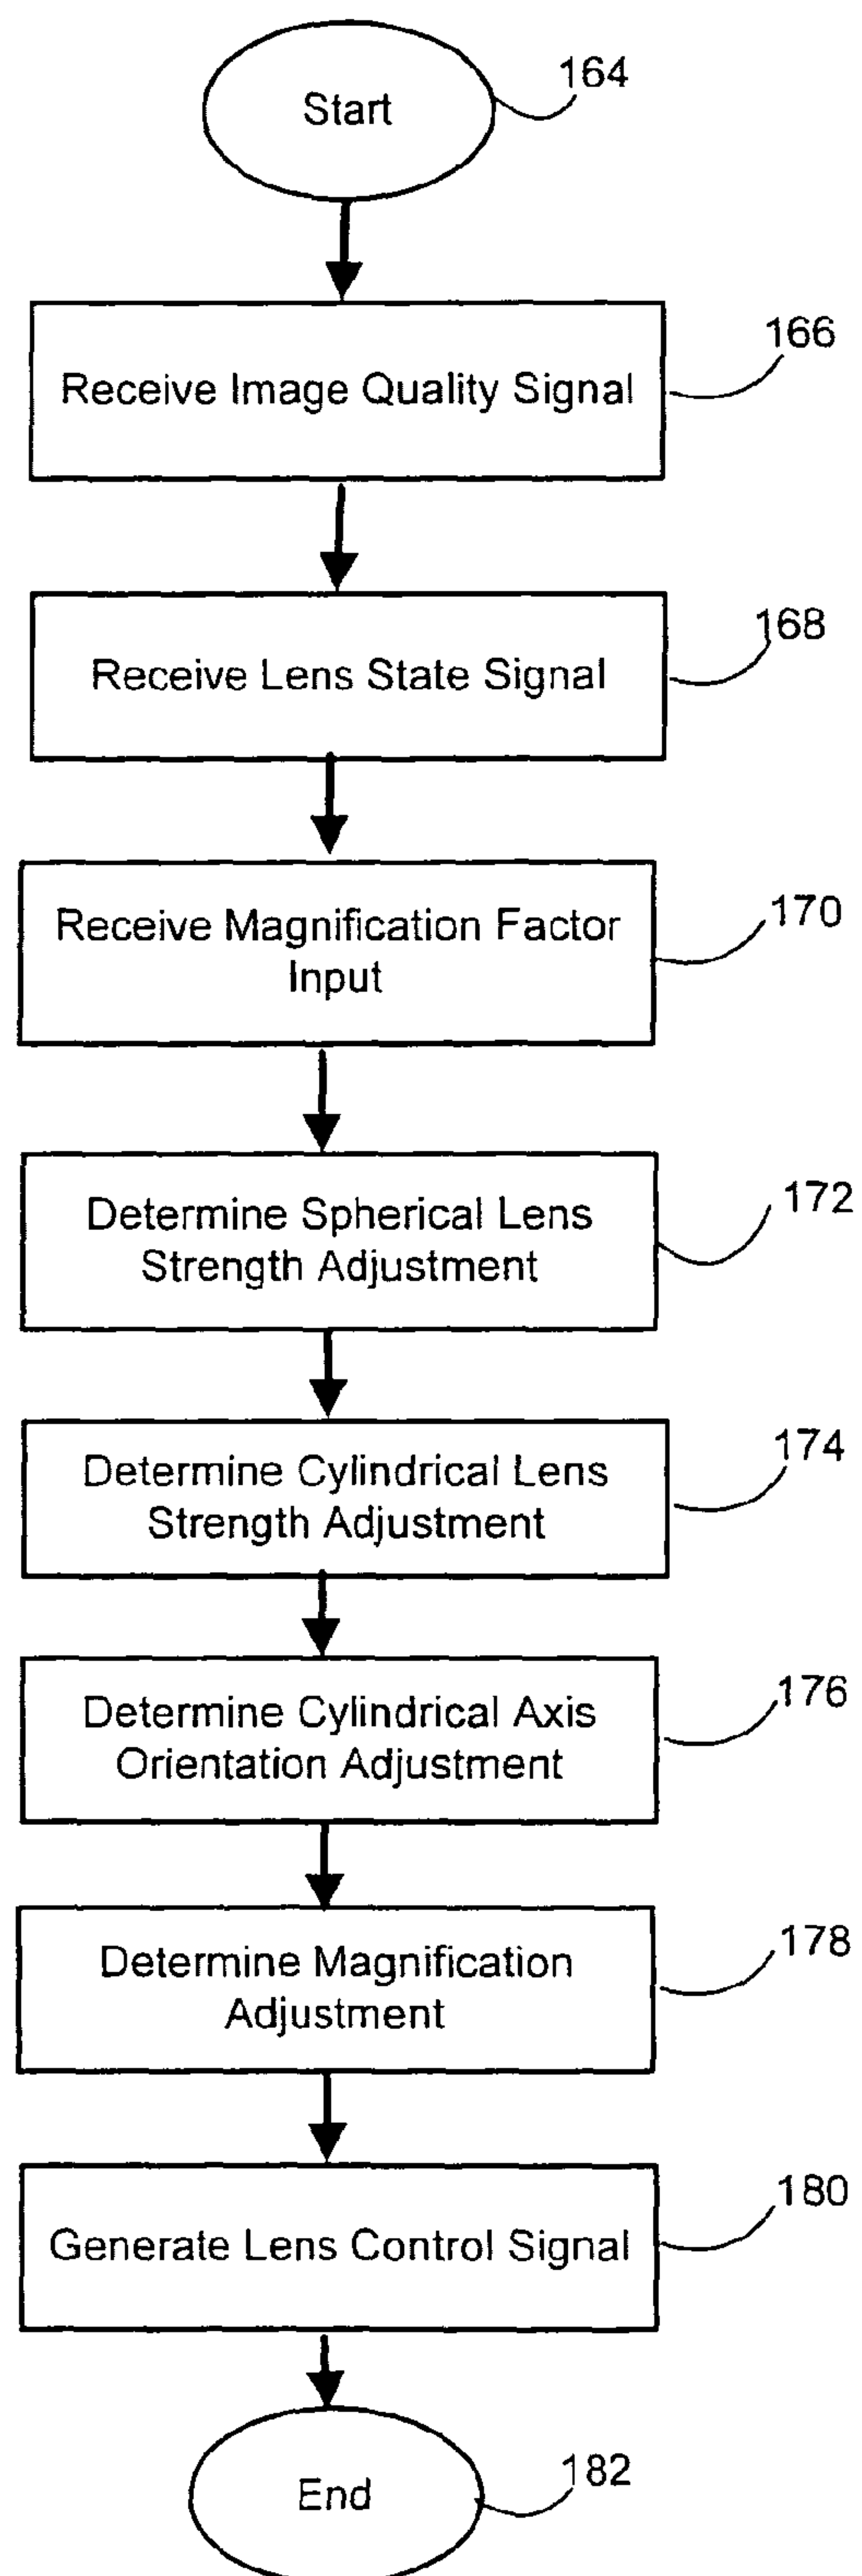 Start
164
Receive Image Quality Signal
166
Receive Lens State Signal
168
Receive Magnification Factor
Input
170
Determine Spherical Lens
Strength Adjustment
172
Determine Cylindrical Lens
Strength Adjustment
174
Determine Cylindrical Axis
Orientation Adjustment
176
Determine Magnification
Adjustment
178
Generate Lens Control Signal
180
End
182